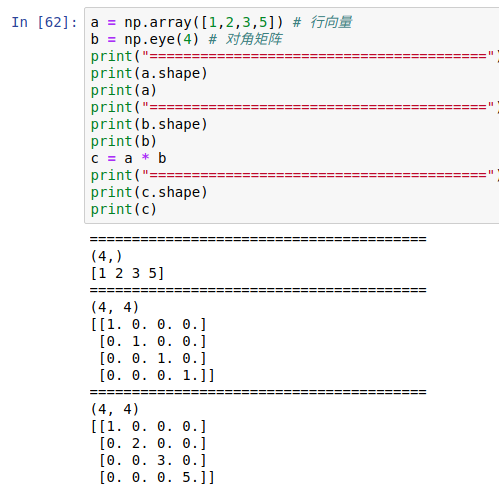 In [62]: a = np.array([1,2,3,5]) # 行向量
b = np.eye(4) # 对角矩阵
print("========================================")
print(a.shape)
print(a)
print("========================================")
print(b.shape)
print(b)
c = a * b
print("========================================")
print(c.shape)
print(c)
========================================
(4,)
[1 2 3 5]
========================================
(4, 4)
[[1. 0. 0. 0.]
[0. 1. 0. 0.]
[0. 0. 1. 0.]
[0. 0. 0. 1.]]
========================================
(4, 4)
[[1. 0. 0. 0.]
[0. 2. 0. 0.]
[0. 0. 3. 0.]
[0. 0. 0. 5.]]